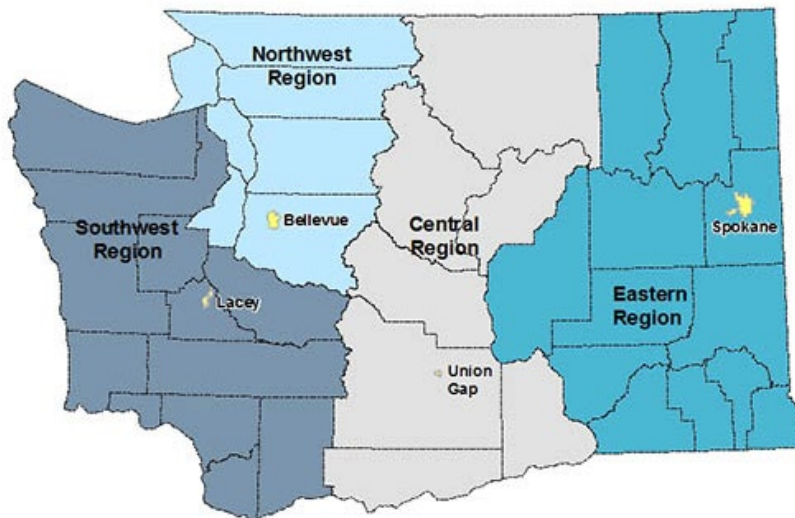 Northwest
Region
Bellevue
Southwest
Region
Central
Region
Spokane
Lacey
Eastern
Region
Union
Gap